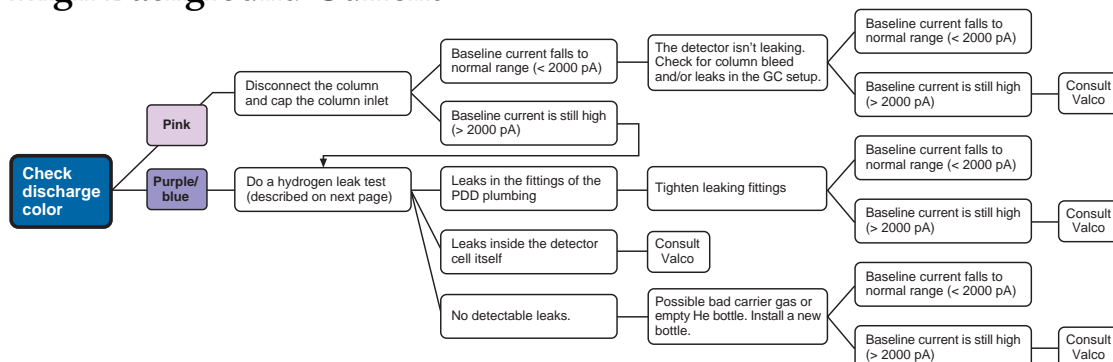 Baseline current falls to
normal range (< 2000 pA)
Baseline current falls to
normal range (< 2000 pA)
The detector isn't leaking.
Check for column bleed
and/or leaks in the GC setup.
Disconnect the column
and cap the column inlet
Baseline current is still high
(> 2000 pA)
Consult
Valco
Baseline current is still high
(> 2000 pA)
Pink
Check
discharge
color
Purple/
blue
Do a hydrogen leak test
(described on next page)
Leaks in the fittings of the
PDD plumbing
Tighten leaking fittings
Baseline current falls to
normal range (< 2000 pA)
Baseline current is still high
(> 2000 pA)
Consult
Valco
Leaks inside the detector
cell itself
Consult
Valco
No detectable leaks.
Possible bad carrier gas or
empty He bottle. Install a new
bottle.
Baseline current falls to
normal range (< 2000 pA)
Baseline current is still high
(> 2000 pA)
Consult
Valco